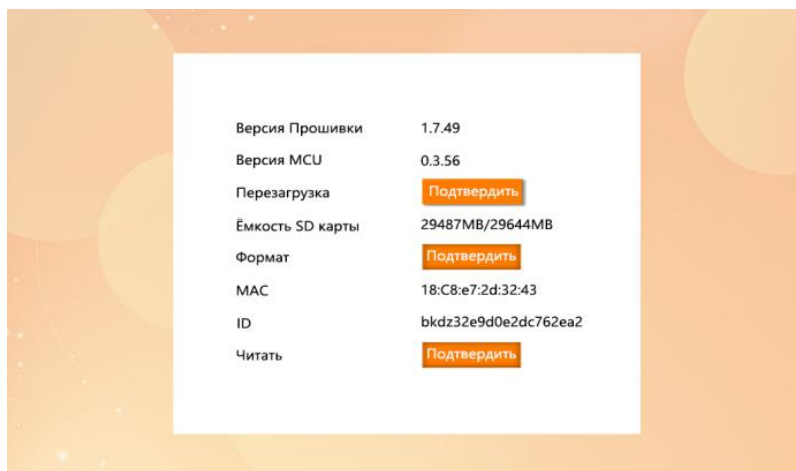 Версия Прошивки 1.7.49
Версия MCU 0.3.56
Перезагрузка Подтвердить
Ёмкость SD карты 29487MB/29644MB
Формат Подтвердить
MAC 18:C8:e7:2d:32:43
ID bkdz32e9d0e2dc762ea2
Читать Подтвердить